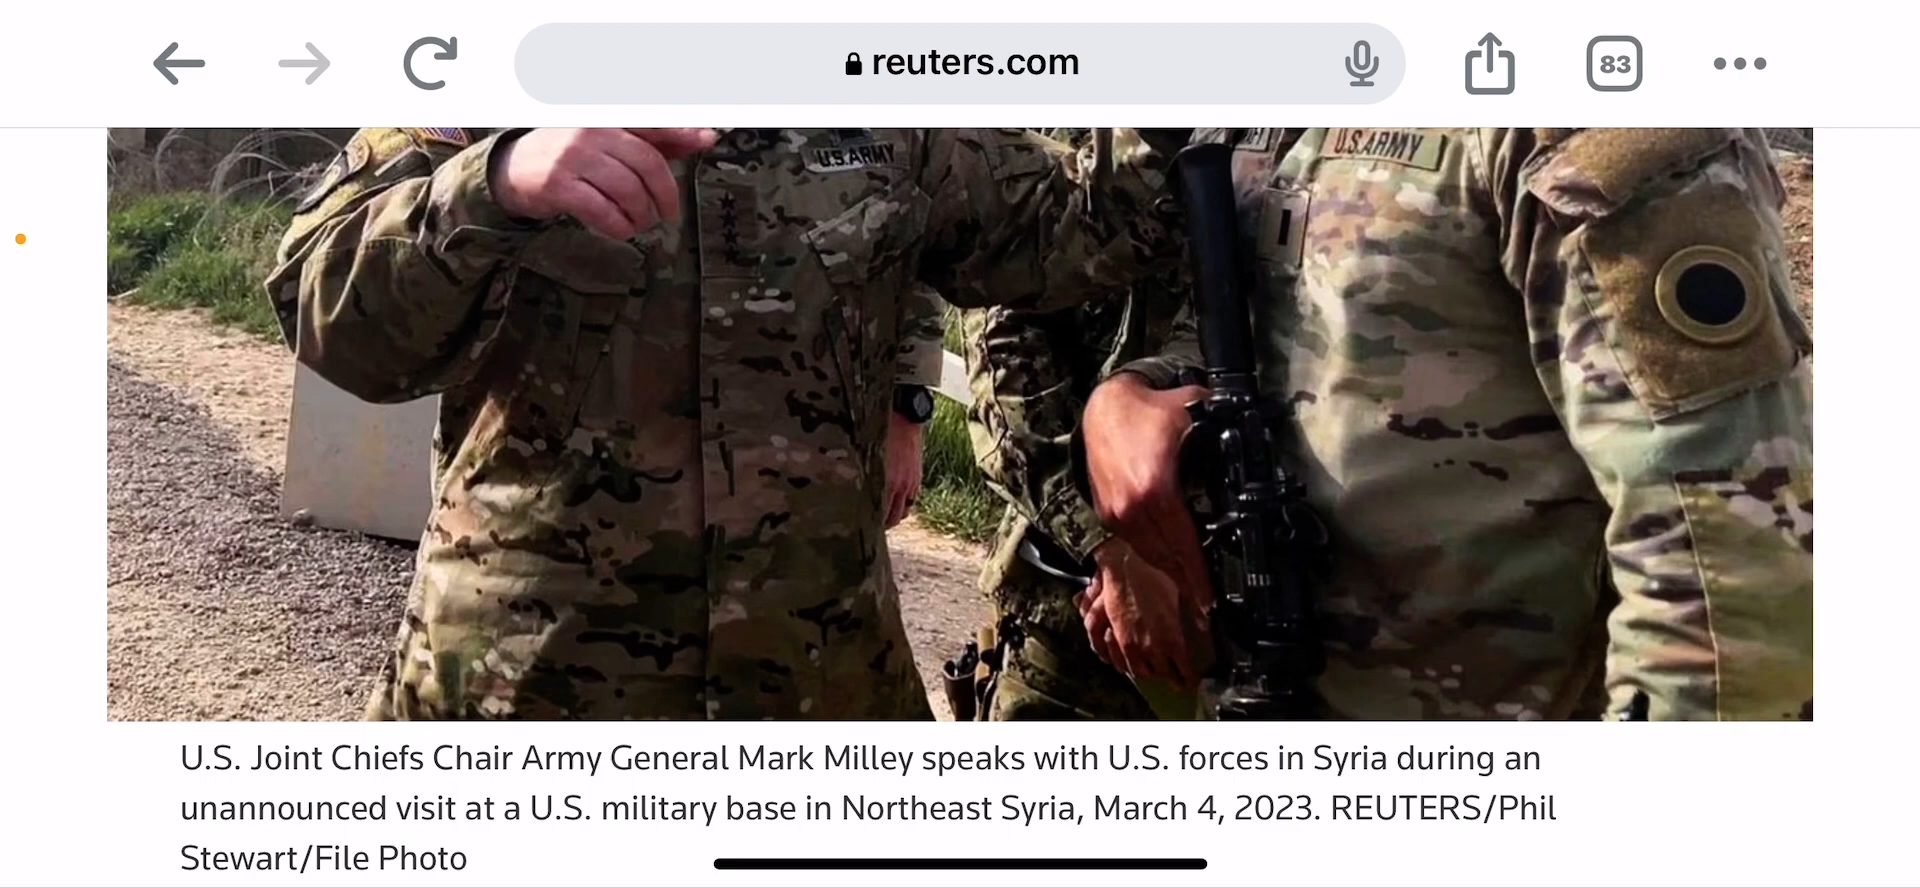 reuters.com
83
U.S.ARMY
U.S.ARMY
U.S. Joint Chiefs Chair Army General Mark Milley speaks with U.S. forces in Syria during an
unannounced visit at a U.S. military base in Northeast Syria, March 4, 2023. REUTERS/Phil
Stewart/File Photo